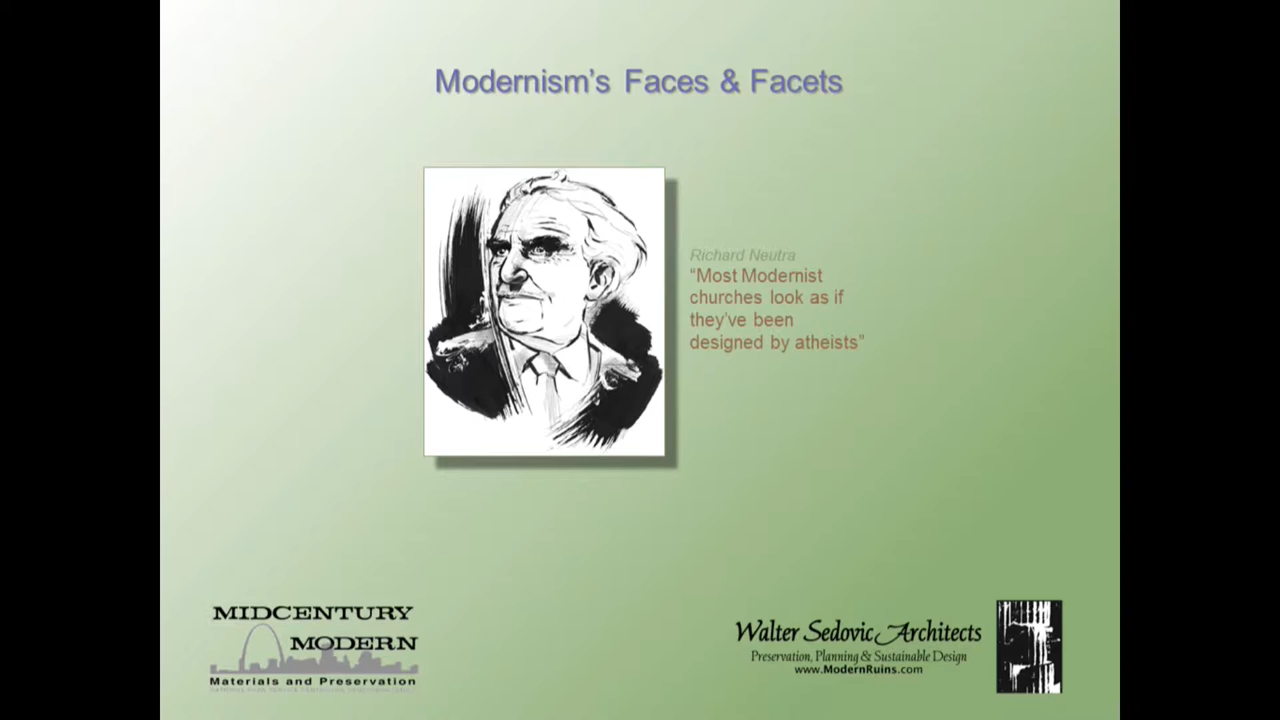 Modernism's Faces & Facets
Richard Neutra
“Most Modernist
churches look as if
they've been
designed by atheists”
MIDCENTURY
MODERN
Materials and Preservation
Walter Sedovic Architects
Preservation, Planning & Sustainable Design
www.ModernRuins.com